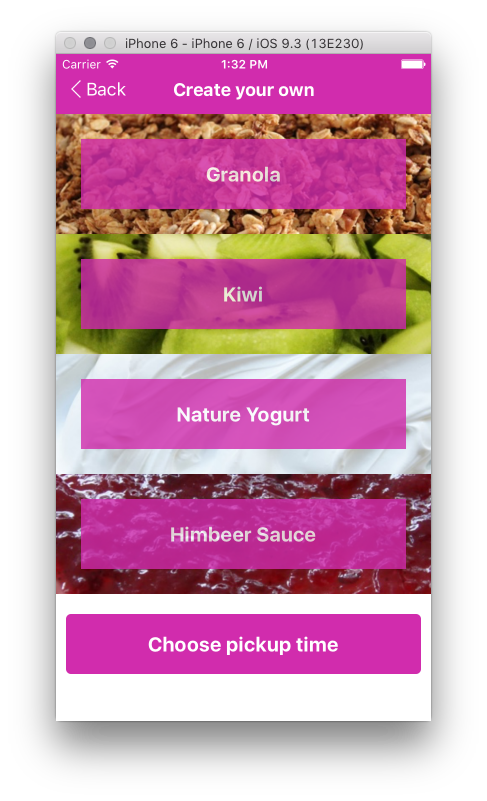 iPhone 6 - iPhone 6 / iOS 9.3 (13E230)
Carrier 1:32 PM
Back Create your own
Granola
Kiwi
Nature Yogurt
Himbeer Sauce
Choose pickup time